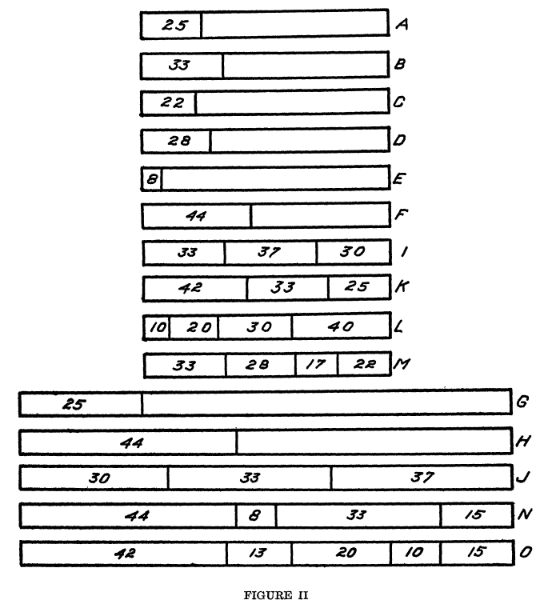 25 A
33 B
22 C
28 D
8 E
44 F
33 37 30 I
42 33 25 K
10 20 30 40 L
33 28 17 22 M
25 G
44 H
30 33 37 J
44 8 33 15 N
42 13 20 10 15 O
FIGURE II